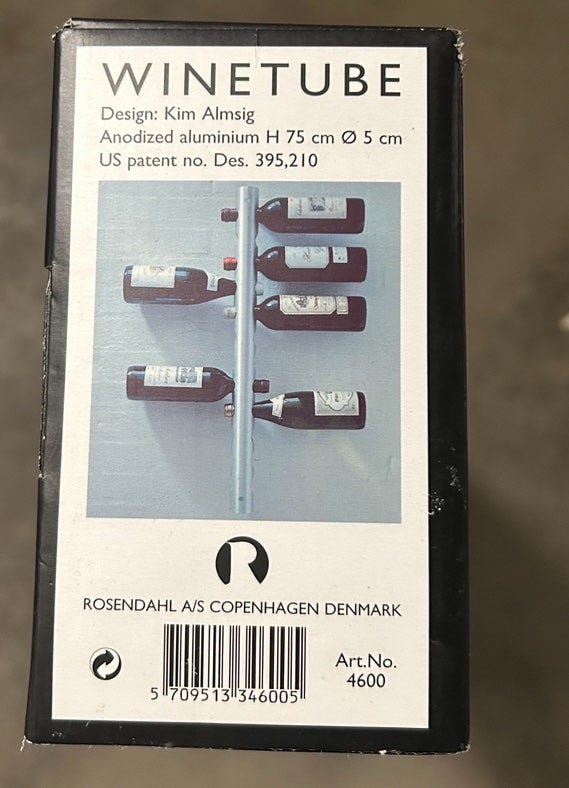 WINETUBE
Design: Kim Almsig
Anodized aluminium H 75 cm Ø 5 cm
US patent no. Des. 395,210
R
ROSENDAHL A/S COPENHAGEN DENMARK
Art.No.
4600
5 709513 346005